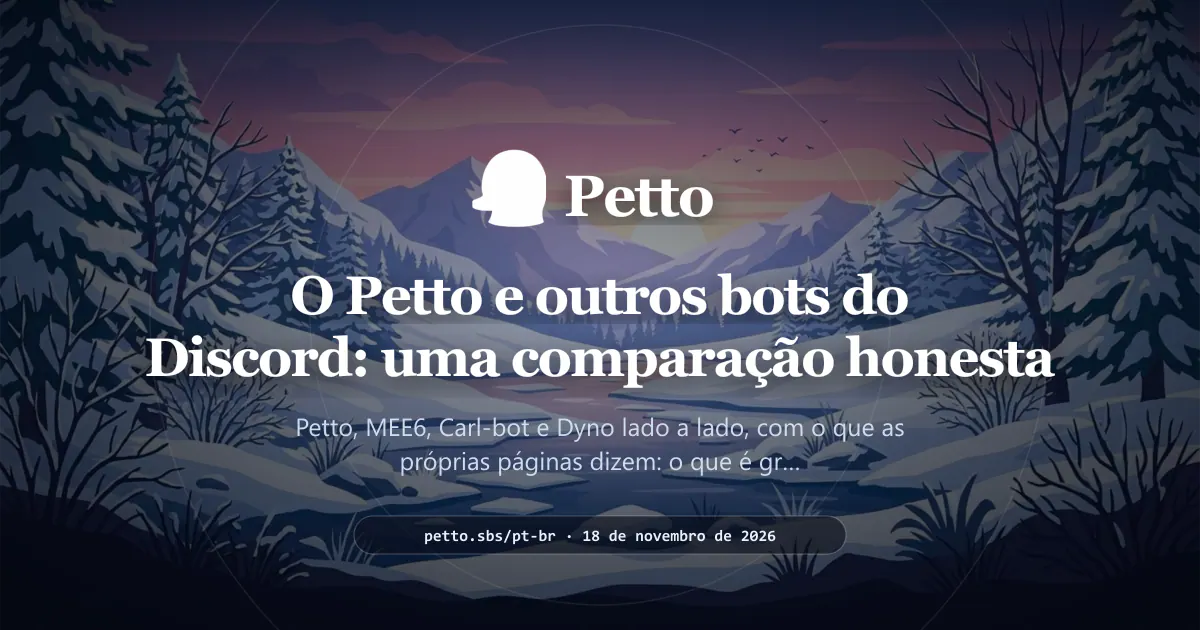 Petto
O Petto e outros bots do
Discord: uma comparação honesta
Petto, MEE6, Carl-bot e Dyno lado a lado, com o que as
próprias páginas dizem: o que é gr...
petto.sbs/pt-br · 18 de novembro de 2026